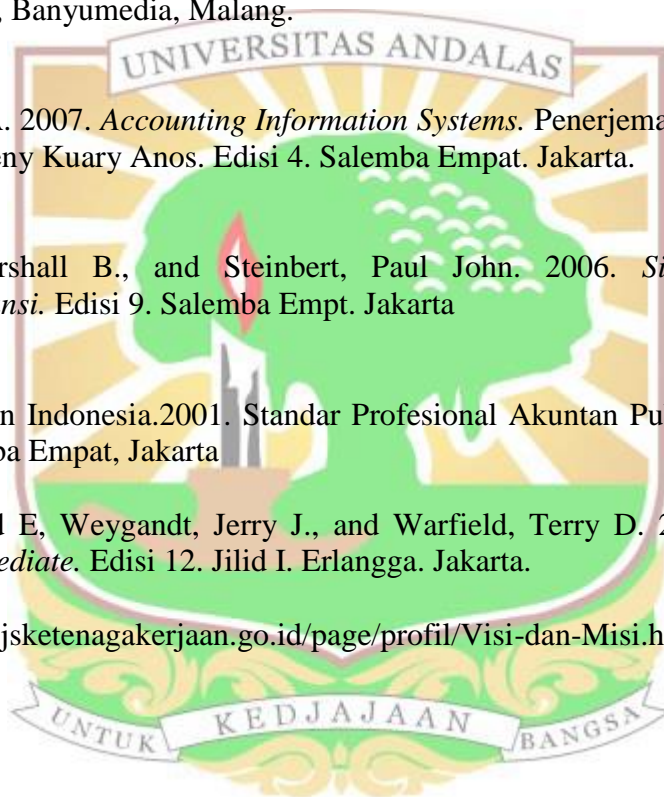 , Banyumedia, Malang.
UNIVERSITAS ANDALAS
A. 2007. Accounting Information Systems. Penerjema
eny Kuary Anos. Edisi 4. Salemba Empat. Jakarta.
rshall B., and Steinbert, Paul John. 2006. Si
nsi. Edisi 9. Salemba Empt. Jakarta
n Indonesia.2001. Standar Profesional Akuntan Pu
ba Empat, Jakarta
d E, Weygandt, Jerry J., and Warfield, Terry D. 2
ediate. Edisi 12. Jilid I. Erlangga. Jakarta.
jsketenagakerjaan.go.id/page/profil/Visi-dan-Misi.h
UNTUK KEDJAJAAN BANGSA